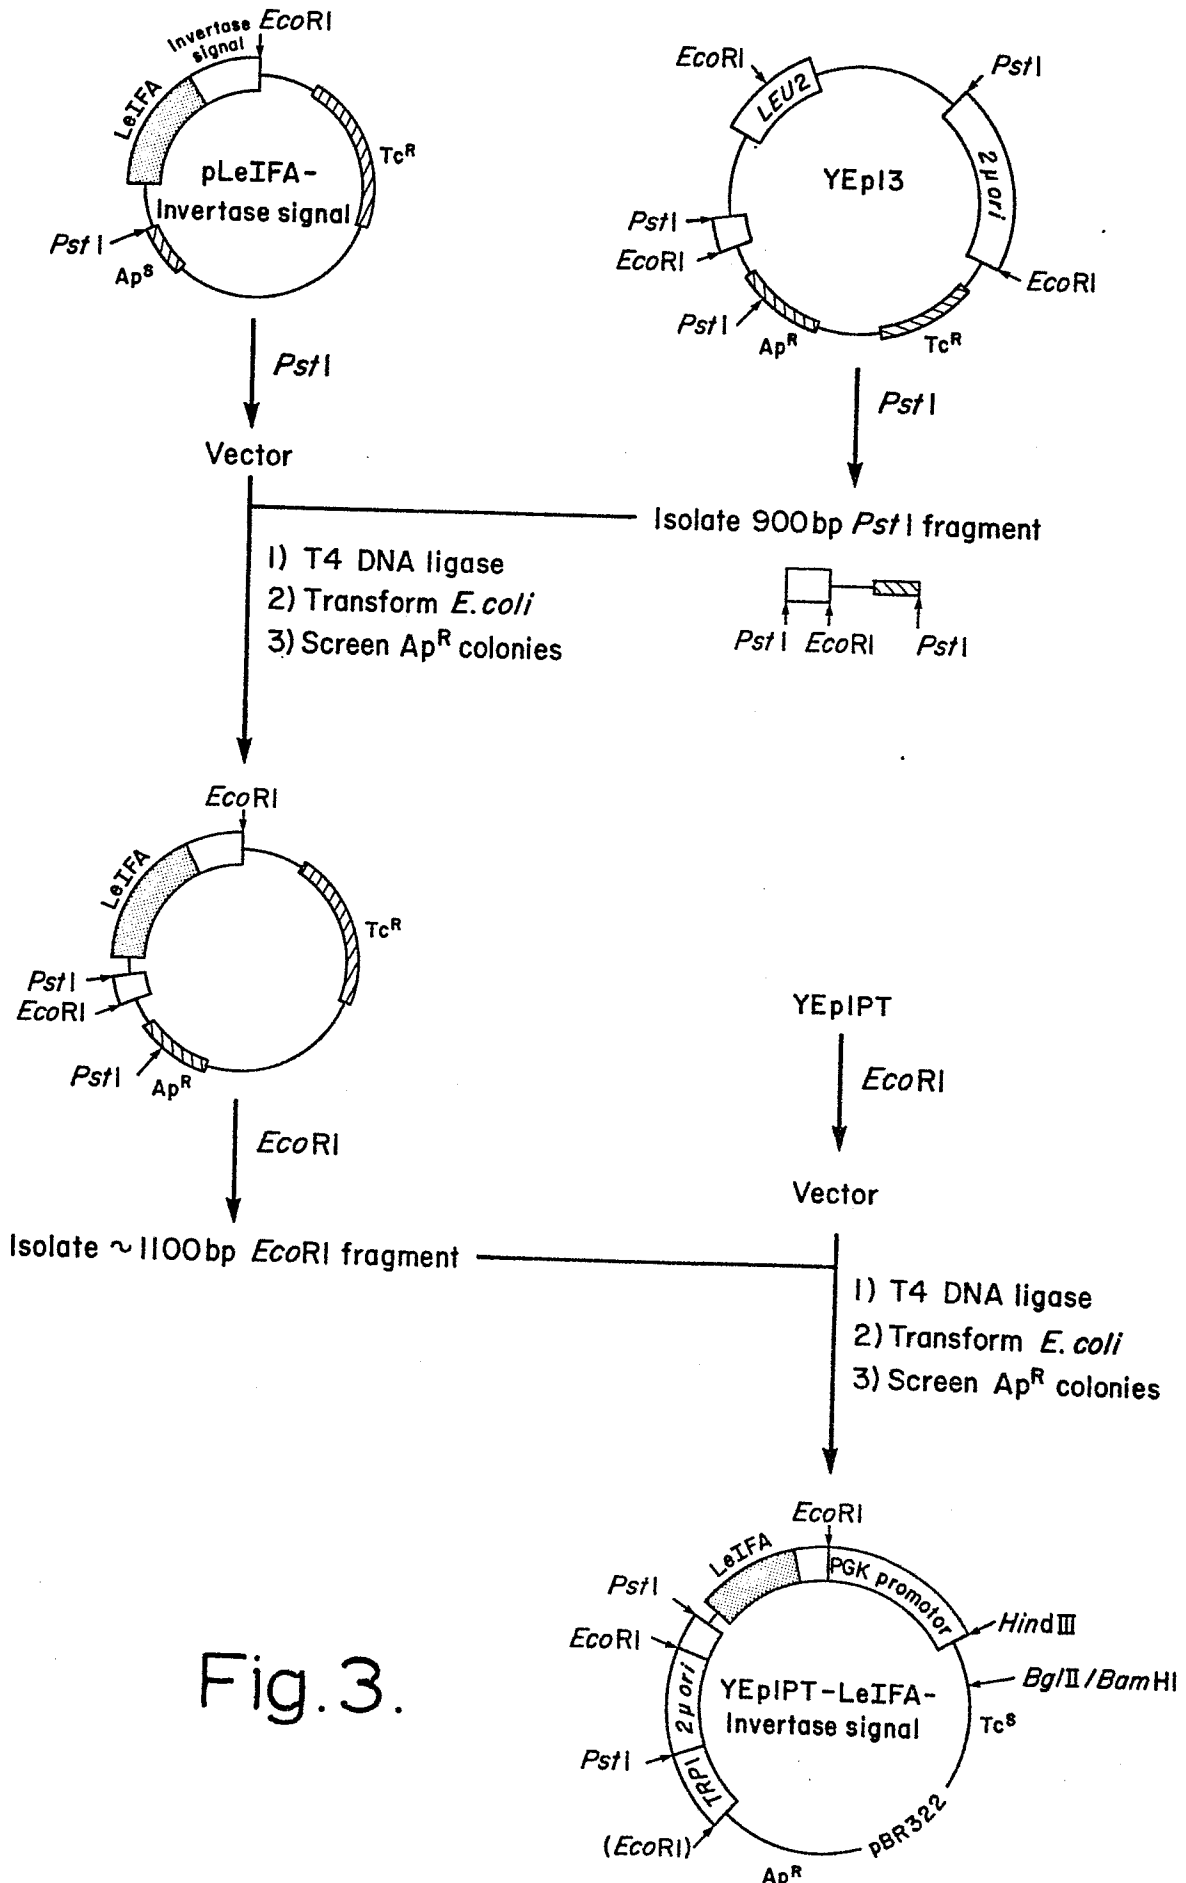 Invertase signal
EcoRI
LeIFA
TcR
pLeIFA-
Invertase signal
PstI
ApS
EcoRI
LEU2
PstI
YEp13
2μ ori
PstI
EcoRI
EcoRI
PstI
ApR
TcR
PstI
PstI
Vector
Isolate 900bp PstI fragment
1) T4 DNA ligase
2) Transform E. coli
3) Screen ApR colonies
PstI EcoRI PstI
EcoRI
LeIFA
TcR
PstI
EcoRI
PstI
ApR
YEpIPT
EcoRI
EcoRI
Vector
Isolate ~1100bp EcoRI fragment
1) T4 DNA ligase
2) Transform E. coli
3) Screen ApR colonies
EcoRI
LeIFA
PGK promotor
PstI
HindIII
EcoRI
BglII/BamHI
2μ ori
YEpIPT-LeIFA-
Invertase signal
TcS
PstI
TRP1
pBR322
(EcoRI)
ApR
Fig.3.